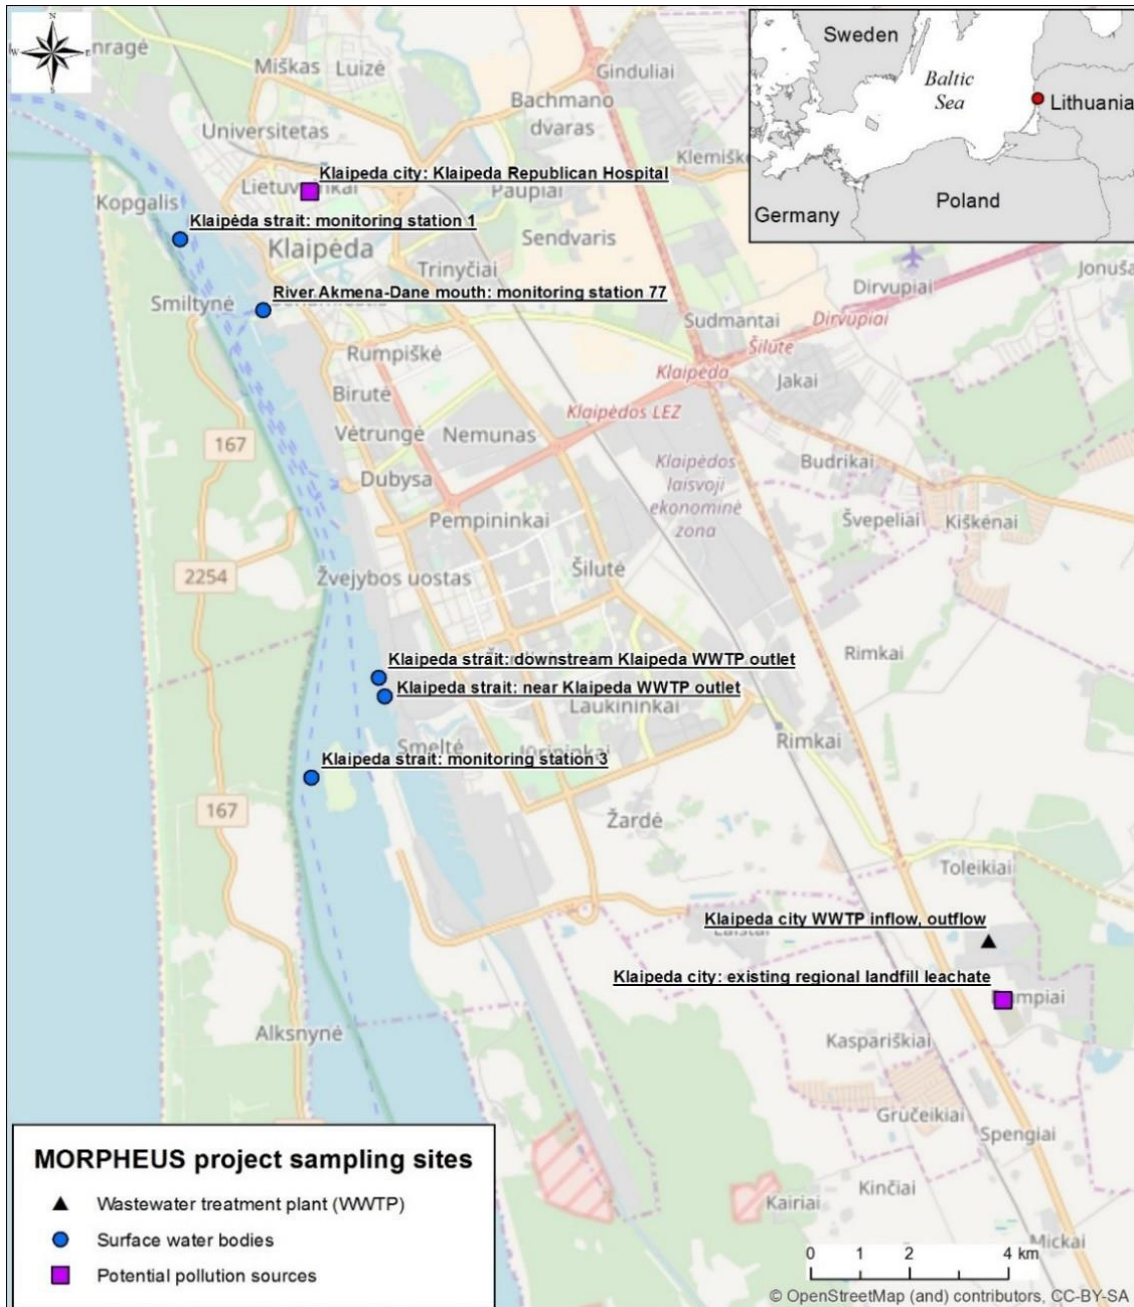 N
W
E
S
Miškas
Luizė
Ginduliai
Bachmano
dvaras
Universitetas
Klaipeda city: Klaipeda Republican Hospital
Paupiai
Kopgalis
Klaipėda strait: monitoring station 1
Klaipėda
Sendvaris
Trinyčiai
Smiltynė
River Akmena-Dane mouth: monitoring station 77
Dirvupiai
Sudmantai
Dirvupiai
Šilutė
Rumpiškė
Klaipėda
Jakai
Birutė
Klaipėdos LEZ
Vėtrungė
Nemunas
167
Klaipėdos
laisvoji
ekonominė
zona
Budrikai
Dubysa
Pempininkai
Švepeliai
Kiškėnai
2254
Žvejybos uostas
Šilutė
Klaipeda strait: downstream Klaipeda WWTP outlet
Rimkai
Klaipeda strait: near Klaipeda WWTP outlet
Laukininkai
Smeltė
Rimkai
Klaipeda strait: monitoring station 3
167
Žardė
Toleikiai
Klaipeda city WWTP inflow, outflow
Klaipeda city: existing regional landfill leachate
Alksnynė
Kaspariškiai
Gručeikiai
Spengiai
Kinčiai
Kairiai
Mickai
Sweden
Baltic
Sea
Lithuania
Poland
Germany
MORPHEUS project sampling sites
Wastewater treatment plant (WWTP)
Surface water bodies
Potential pollution sources
0 1 2 4 km
© OpenStreetMap (and) contributors, CC-BY-SA